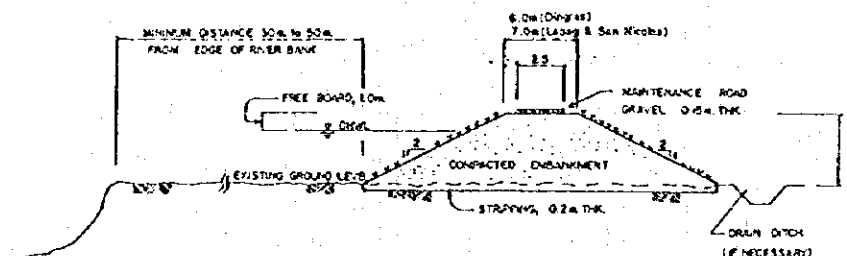 6.0m (Dingras)
7.0m (Laoag & San Nicolas)
MINIMUM DISTANCE 30m. to 50m.
FROM EDGE OF RIVER BANK
2.5
FREE BOARD, 1.0m.
MAINTENANCE ROAD
GRAVEL 0.15m. THK.
2
2
COMPACTED EMBANKMENT
EXISTING GROUND LEVEL
STRIPPING, 0.2m. THK.
DRAIN DITCH
(IF NECESSARY)